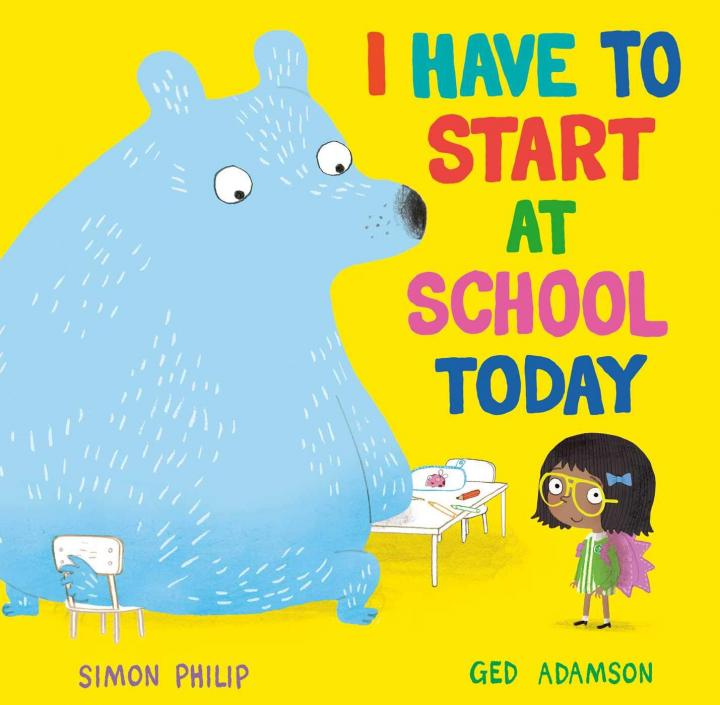 I HAVE TO
START
AT
SCHOOL
TODAY
SIMON PHILIP
GED ADAMSON